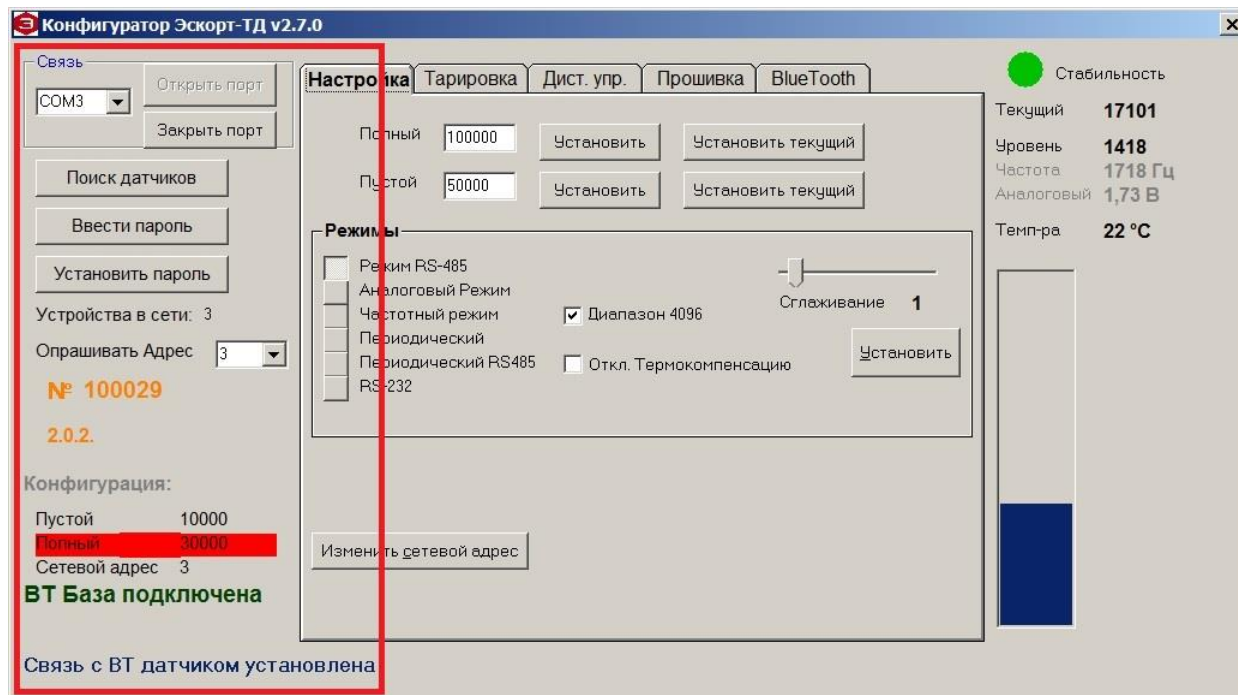 Конфигуратор Эскорт-ТД v2.7.0
Связь
COM3
Открыть порт
Закрыть порт
Поиск датчиков
Ввести пароль
Установить пароль
Устройства в сети: 3
Опрашивать Адрес 3
№ 100029
2.0.2.
Конфигурация:
Пустой 10000
Полный 30000
Сетевой адрес 3
BT База подключена
Связь с BT датчиком установлена
Настройка Тарировка Дист. упр. Прошивка BlueTooth
Полный 100000 Установить Установить текущий
Пустой 50000 Установить Установить текущий
Режимы
Режим RS-485
Аналоговый Режим
Частотный режим
Периодический
Периодический RS485
RS-232
Диапазон 4096
Откл. Термокомпенсацию
Сглаживание 1
Установить
Изменить сетевой адрес
Стабильность
Текущий 17101
Уровень 1418
Частота 1718 Гц
Аналоговый 1,73 В
Темп-ра 22 °C